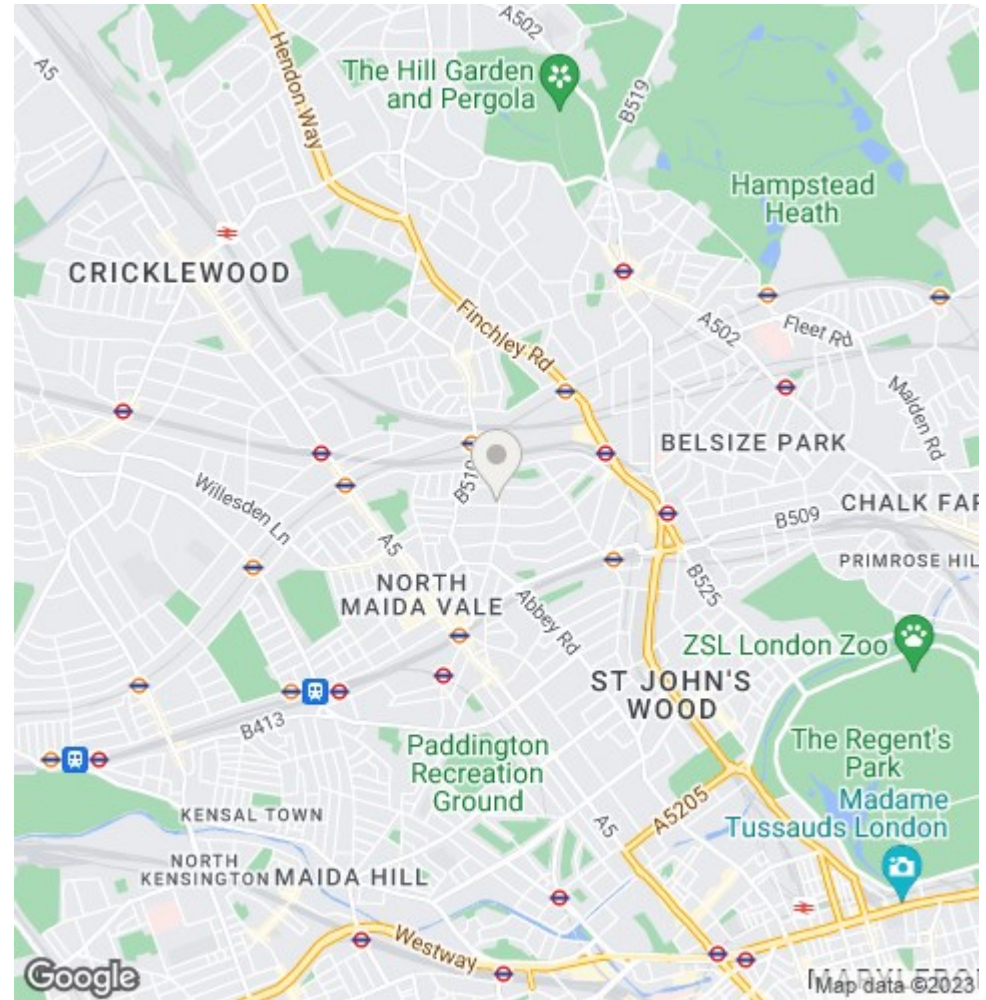 A502
A5
Hendon Way
The Hill Garden
and Pergola
B519
Hampstead
Heath
CRICKLEWOOD
Finchley Rd
A502
Fleet Rd
Malden Rd
BELSIZE PARK
B510
Willesden Ln
A5
CHALK FAR
B509
PRIMROSE HIL
NORTH
MAIDA VALE
Abbey Rd
B525
ZSL London Zoo
ST JOHN'S
WOOD
B413
Paddington
Recreation
Ground
The Regent's
Park
Madame
Tussauds London
A5205
A5
KENSAL TOWN
NORTH
KENSINGTON
MAIDA HILL
Westway
Google
Map data ©2023